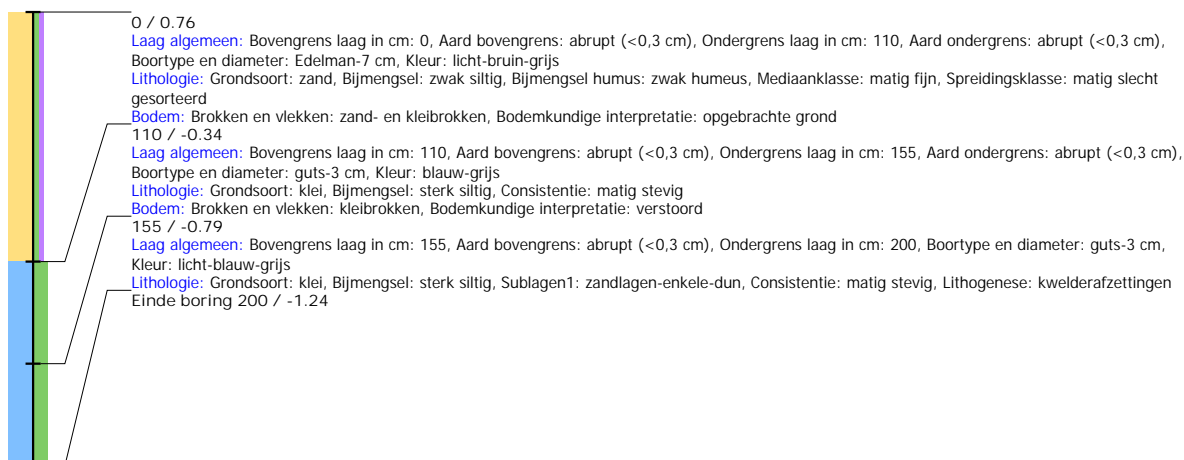 0 / 0.76
Laag algemeen: Bovengrens laag in cm: 0, Aard bovengrens: abrupt (<0,3 cm), Ondergrens laag in cm: 110, Aard ondergrens: abrupt (<0,3 cm),
Boortype en diameter: Edelman-7 cm, Kleur: licht-bruin-grijs
Lithologie: Grondsoort: zand, Bijmengsel: zwak siltig, Bijmengsel humus: zwak humeus, Mediaanklasse: matig fijn, Spreidingsklasse: matig slecht
gesorteerd
Bodem: Brokken en vlekken: zand- en kleibrokken, Bodemkundige interpretatie: opgebrachte grond
110 / -0.34
Laag algemeen: Bovengrens laag in cm: 110, Aard bovengrens: abrupt (<0,3 cm), Ondergrens laag in cm: 155, Aard ondergrens: abrupt (<0,3 cm),
Boortype en diameter: guts-3 cm, Kleur: blauw-grijs
Lithologie: Grondsoort: klei, Bijmengsel: sterk siltig, Consistentie: matig stevig
Bodem: Brokken en vlekken: kleibrokken, Bodemkundige interpretatie: verstoord
155 / -0.79
Laag algemeen: Bovengrens laag in cm: 155, Aard bovengrens: abrupt (<0,3 cm), Ondergrens laag in cm: 200, Boortype en diameter: guts-3 cm,
Kleur: licht-blauw-grijs
Lithologie: Grondsoort: klei, Bijmengsel: sterk siltig, Sublagen1: zandlagen-enkele-dun, Consistentie: matig stevig, Lithogenese: kwelderafzettingen
Einde boring 200 / -1.24